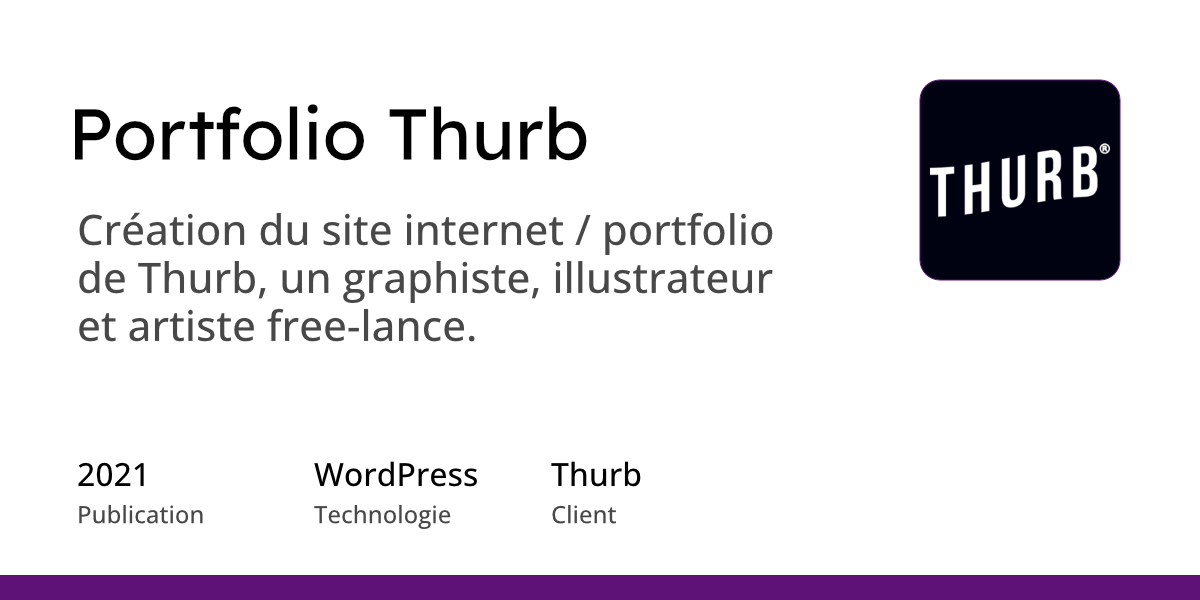 Portfolio Thurb
THURB®
Création du site internet / portfolio
de Thurb, un graphiste, illustrateur
et artiste free-lance.
2021
Publication
WordPress
Technologie
Thurb
Client